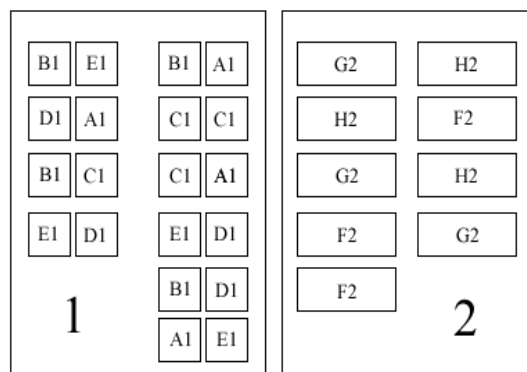 B1 E1 B1 A1 G2 H2
D1 A1 C1 C1 H2 F2
B1 C1 C1 A1 G2 H2
E1 D1 E1 D1 F2 G2
B1 D1 F2
1 2
A1 E1